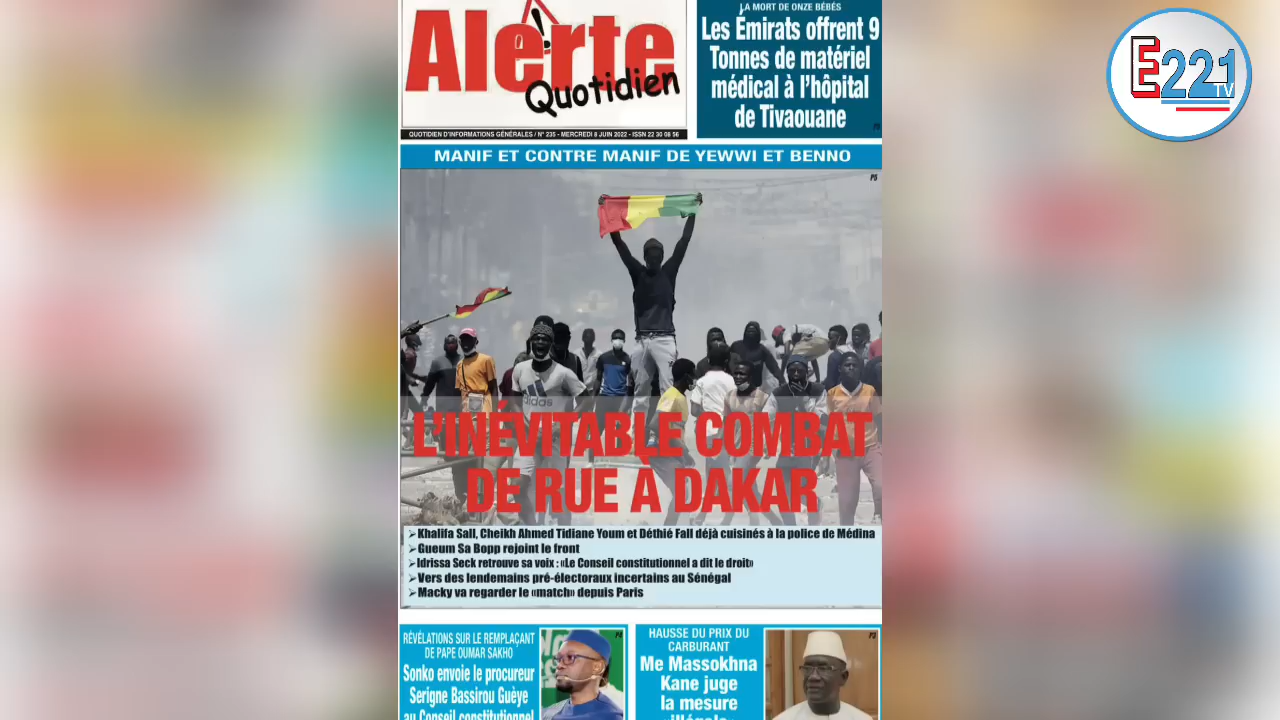 Alerte
Quotidien
QUOTIDIEN D'INFORMATIONS GÉNÉRALES / N° 235 - MERCREDI 8 JUIN 2022 - ISSN 22 30 08 56
LA MORT DE ONZE BÉBÉS
Les Émirats offrent 9
Tonnes de matériel
médical à l'hôpital
de Tivaouane
E221
TV
MANIF ET CONTRE MANIF DE YEWWI ET BENNO
P5
adidas
L'INÉVITABLE COMBAT
DE RUE À DAKAR
➢Khalifa Sall, Cheikh Ahmed Tidiane Youm et Déthié Fall déjà cuisinés à la police de Médina
➢Gueum Sa Bopp rejoint le front
➢Idrissa Seck retrouve sa voix : «Le Conseil constitutionnel a dit le droit»
➢Vers des lendemains pré-électoraux incertains au Sénégal
➢Macky va regarder le «match» depuis Paris
RÉVÉLATIONS SUR LE REMPLAÇANT
DE PAPE OUMAR SAKHO
Sonko envoie le procureur
Serigne Bassirou Guèye
au Conseil constitutionnel
P4
HAUSSE DU PRIX DU
CARBURANT
Me Massokhna
Kane juge
la mesure
«illégale»
P3